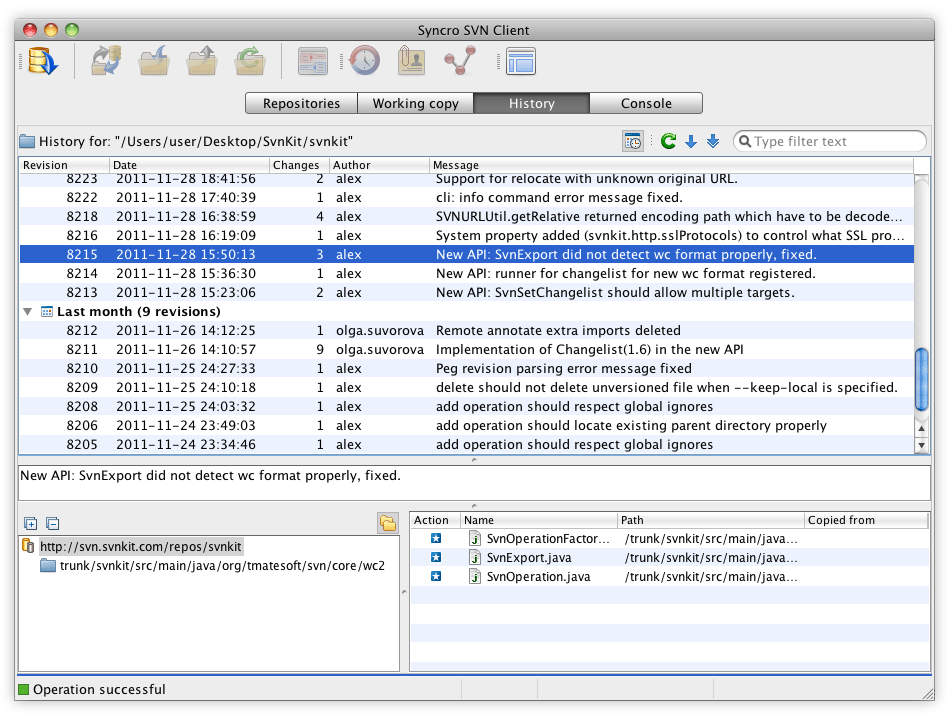 Syncro SVN Client
Repositories Working copy History Console
History for: "/Users/user/Desktop/SvnKit/svnkit" Type filter text
Revision Date Changes Author Message
8223 2011-11-28 18:41:56 2 alex Support for relocate with unknown original URL.
8222 2011-11-28 17:40:39 1 alex cli: info command error message fixed.
8218 2011-11-28 16:38:59 4 alex SVNURLUtil.getRelative returned encoding path which have to be decode...
8216 2011-11-28 16:19:09 1 alex System property added (svnkit.http.sslProtocols) to control what SSL pro...
8215 2011-11-28 15:50:13 3 alex New API: SvnExport did not detect wc format properly, fixed.
8214 2011-11-28 15:36:30 1 alex New API: runner for changelist for new wc format registered.
8213 2011-11-28 15:23:06 2 alex New API: SvnSetChangelist should allow multiple targets.
Last month (9 revisions)
8212 2011-11-26 14:12:25 1 olga.suvorova Remote annotate extra imports deleted
8211 2011-11-26 14:10:57 9 olga.suvorova Implementation of Changelist(1.6) in the new API
8210 2011-11-25 24:27:33 1 alex Peg revision parsing error message fixed
8209 2011-11-25 24:10:18 1 alex delete should not delete unversioned file when --keep-local is specified.
8208 2011-11-25 24:03:32 1 alex add operation should respect global ignores
8206 2011-11-24 23:49:03 1 alex add operation should locate existing parent directory properly
8205 2011-11-24 23:34:46 1 alex add operation should respect global ignores
New API: SvnExport did not detect wc format properly, fixed.
http://svn.svnkit.com/repos/svnkit
trunk/svnkit/src/main/java/org/tmatesoft/svn/core/wc2
Action Name Path Copied from
SvnOperationFactor... /trunk/svnkit/src/main/java...
SvnExport.java /trunk/svnkit/src/main/java...
SvnOperation.java /trunk/svnkit/src/main/java...
Operation successful